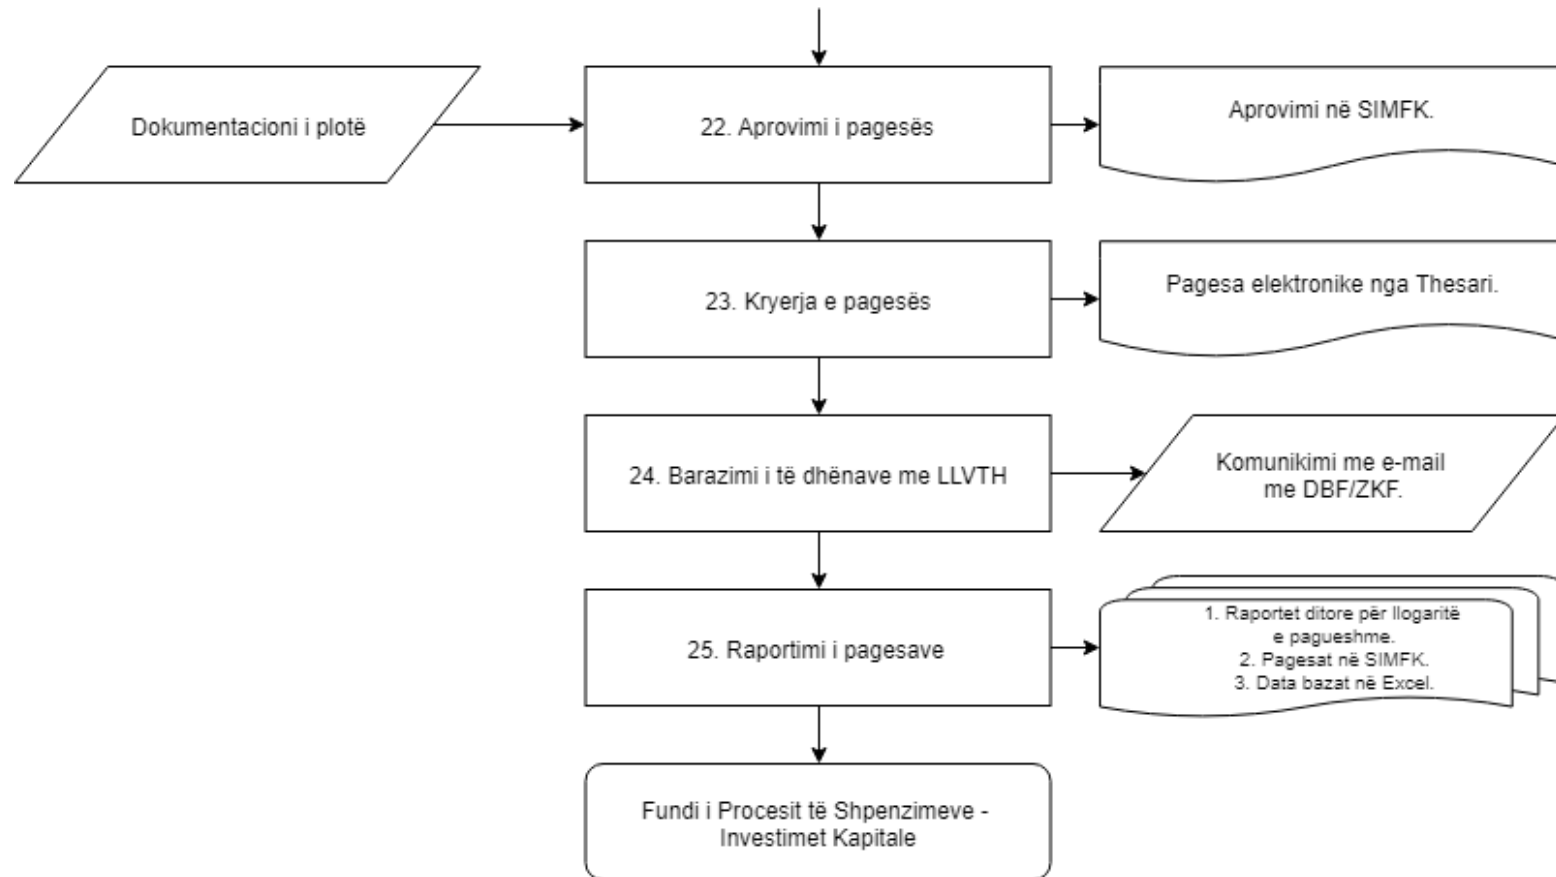 Dokumentacioni i plotë
22. Aprovimi i pagesës
Aprovimi në SIMFK.
23. Kryerja e pagesës
Pagesa elektronike nga Thesari.
24. Barazimi i të dhënave me LLVTH
Komunikimi me e-mail
me DBF/ZKF.
25. Raportimi i pagesave
1. Raportet ditore për llogaritë
e pagueshme.
2. Pagesat në SIMFK.
3. Data bazat në Excel.
Fundi i Procesit të Shpenzimeve -
Investimet Kapitale